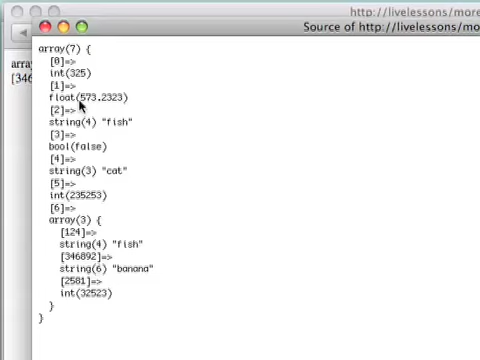 http://livelessons/more
Source of http://livelessons/mo
array
[346
array(7) {
[0]=>
int(325)
[1]=>
float(573.2323)
[2]=>
string(4) "fish"
[3]=>
bool(false)
[4]=>
string(3) "cat"
[5]=>
int(235253)
[6]=>
array(3) {
[124]=>
string(4) "fish"
[346892]=>
string(6) "banana"
[2581]=>
int(32523)
}
}